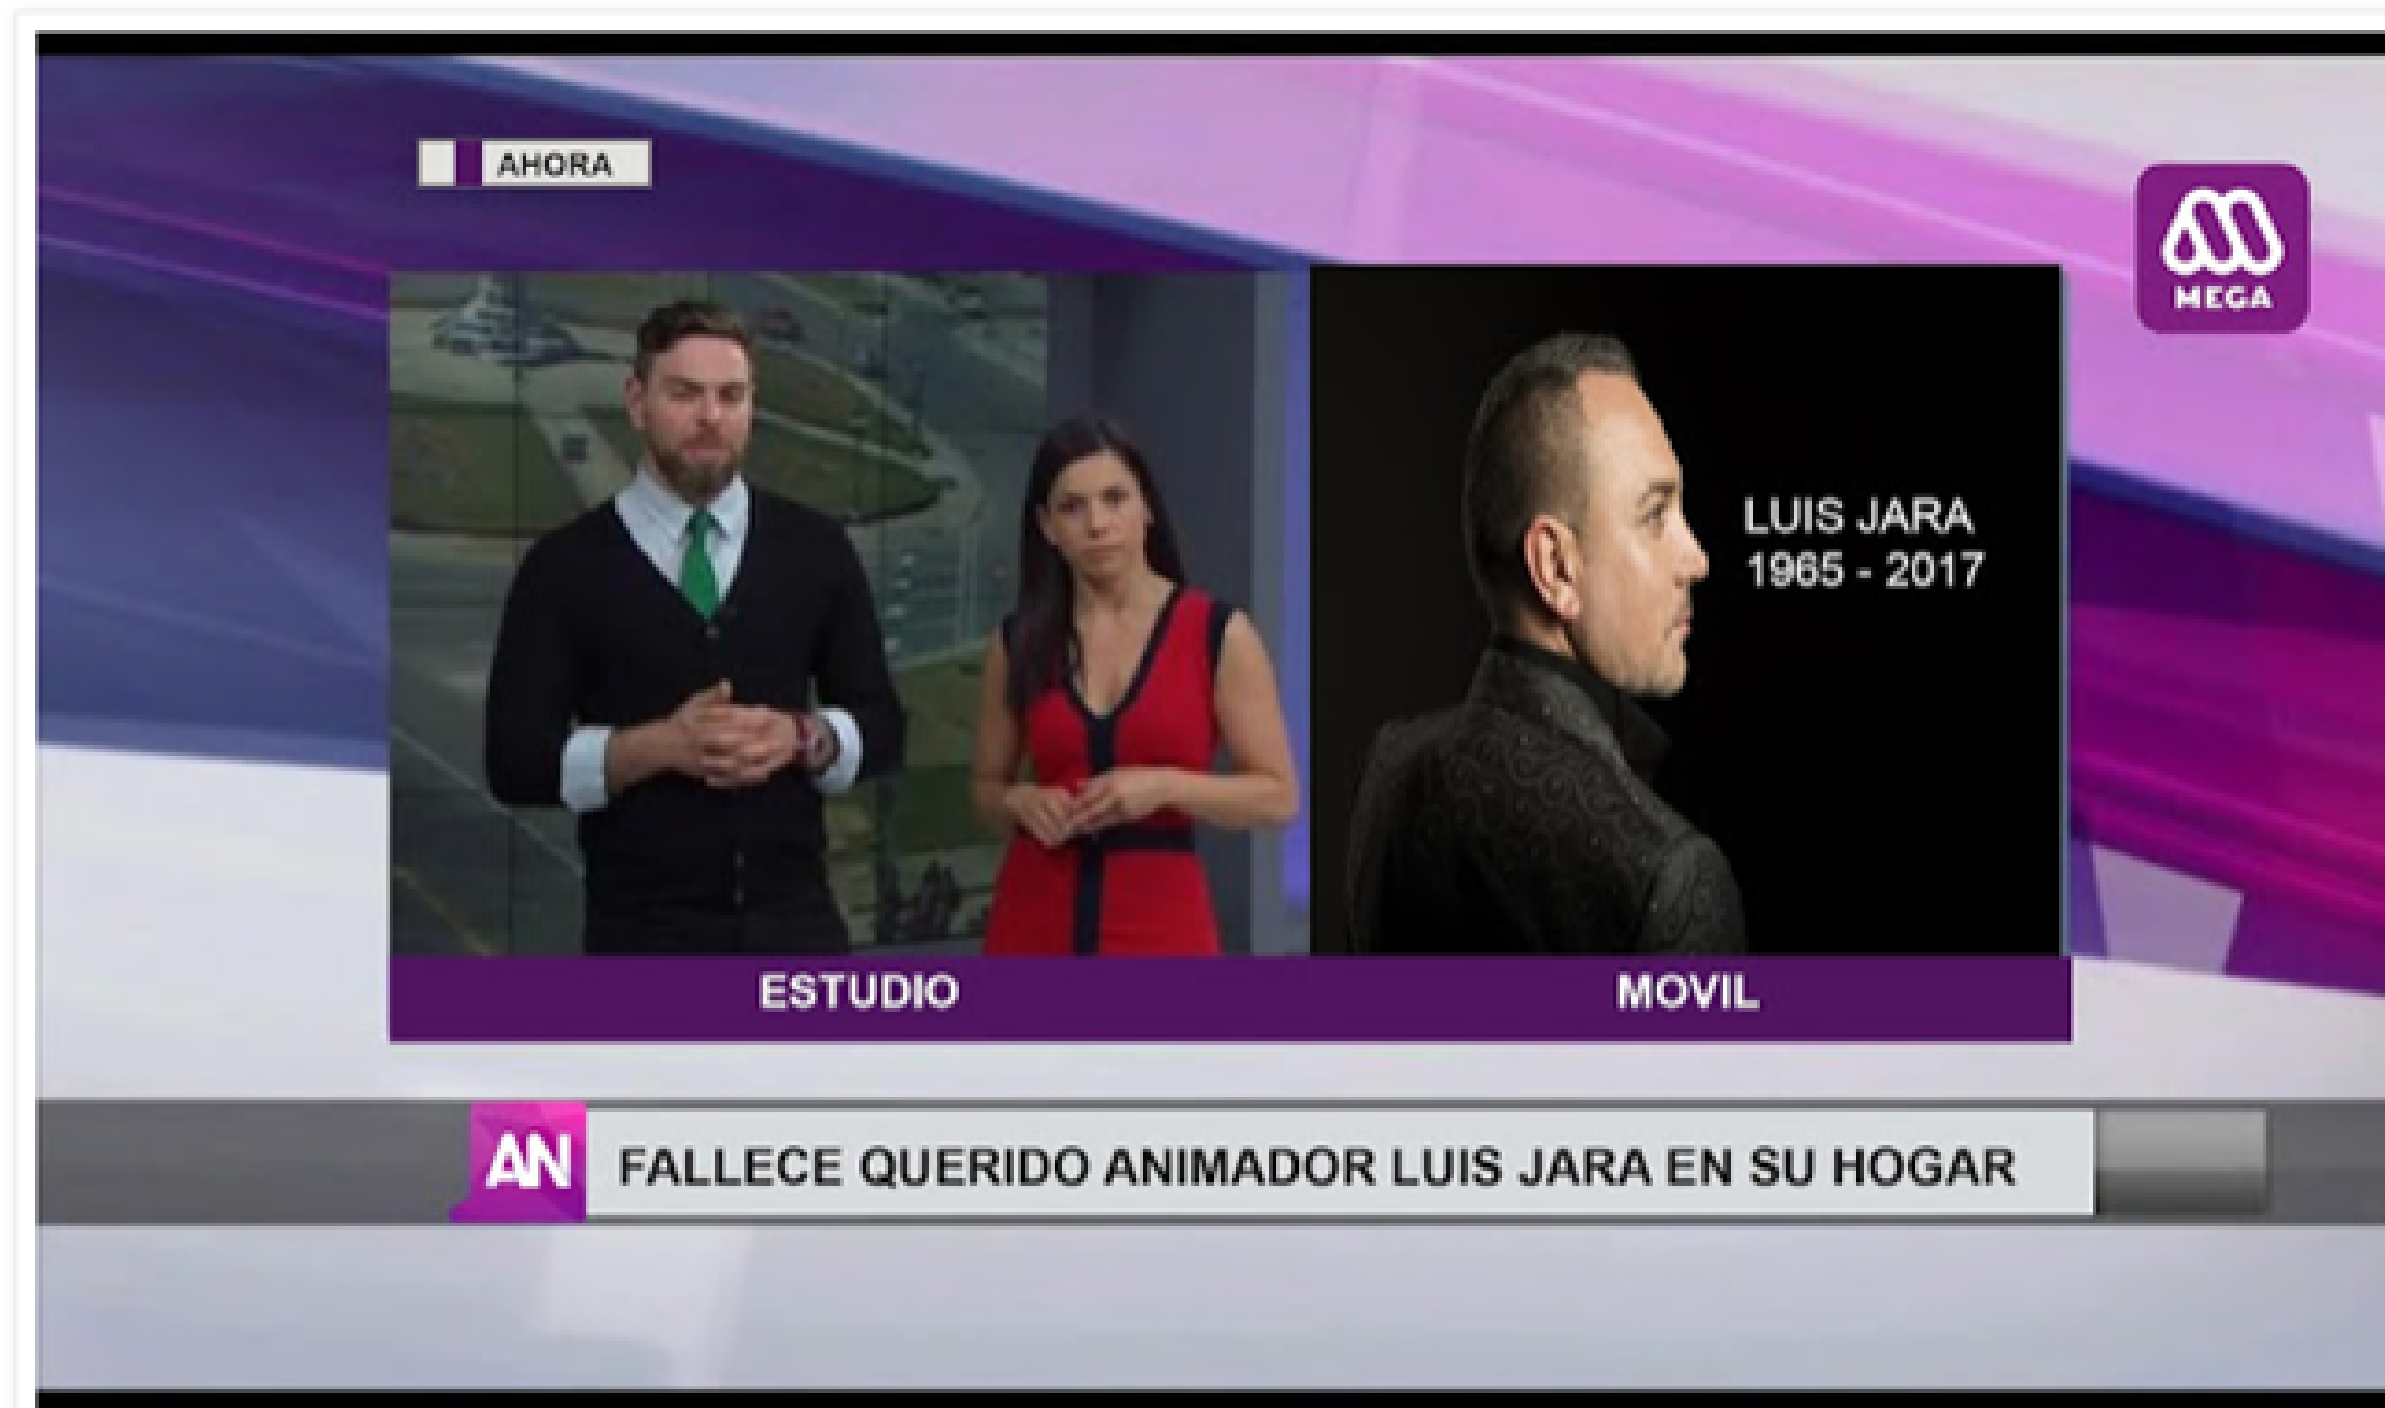 AHORA
MEGA
LUIS JARA
1965 - 2017
ESTUDIO
MOVIL
AN
FALLECE QUERIDO ANIMADOR LUIS JARA EN SU HOGAR